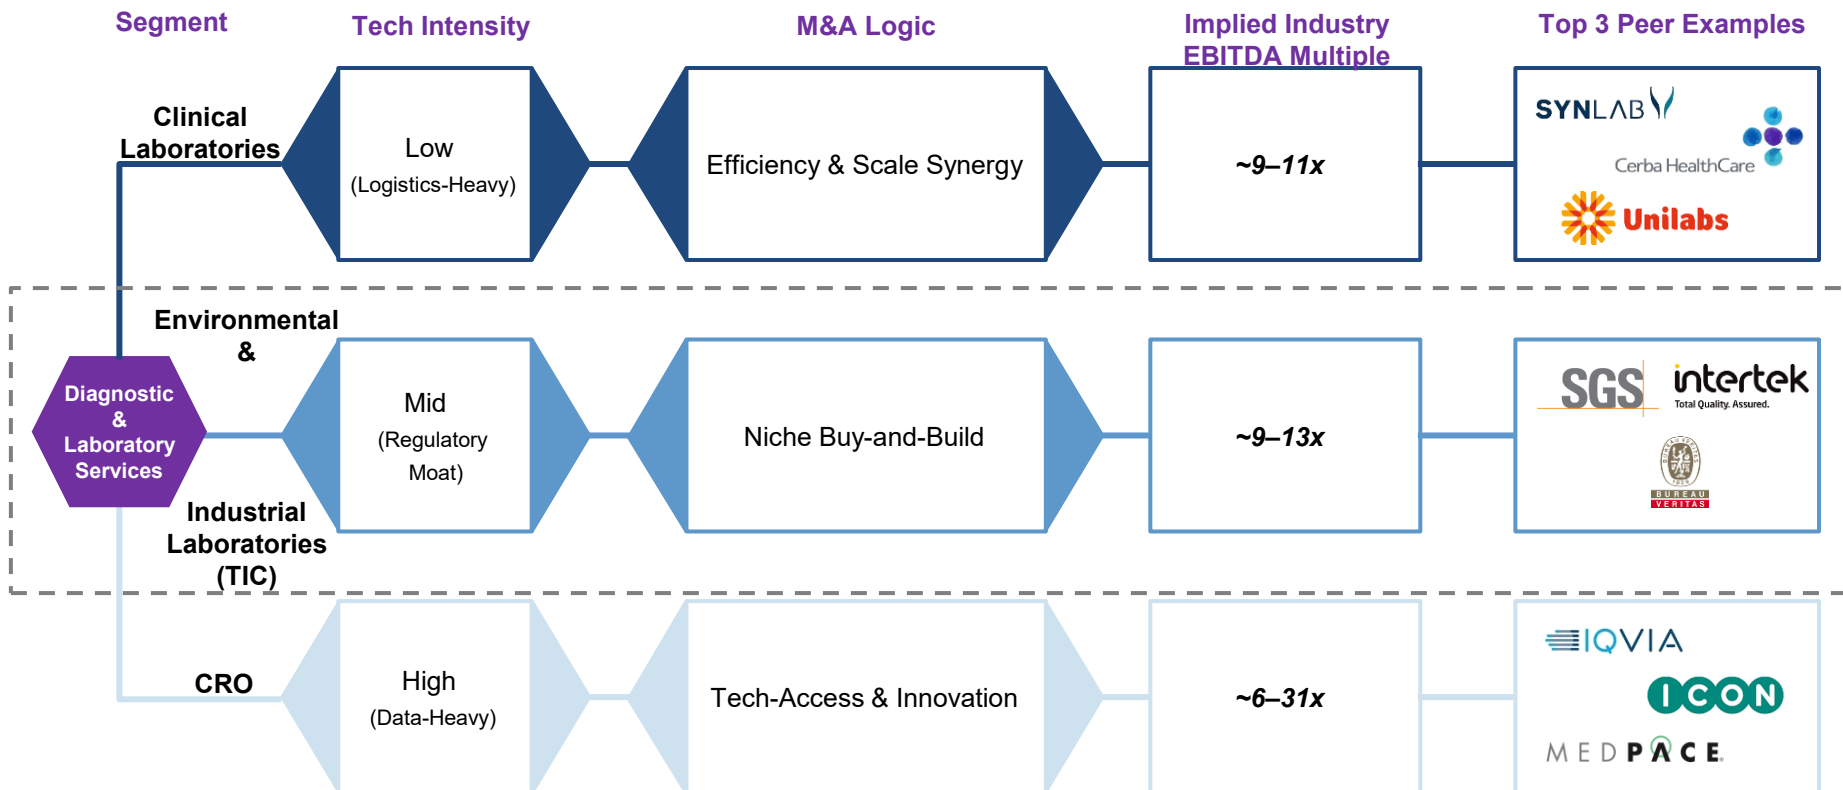 Segment
Tech Intensity
M&A Logic
Implied Industry
EBITDA Multiple
Top 3 Peer Examples
Clinical
Laboratories
Low
(Logistics-Heavy)
Efficiency & Scale Synergy
~9–11x
SYNLAB
Cerba HealthCare
Unilabs
Diagnostic
&
Laboratory
Services
Environmental
&
Industrial
Laboratories
(TIC)
Mid
(Regulatory
Moat)
Niche Buy-and-Build
~9–13x
SGS
intertek
Total Quality. Assured.
BUREAU
VERITAS
CRO
High
(Data-Heavy)
Tech-Access & Innovation
~6–31x
IQVIA
ICON
MEDPACE